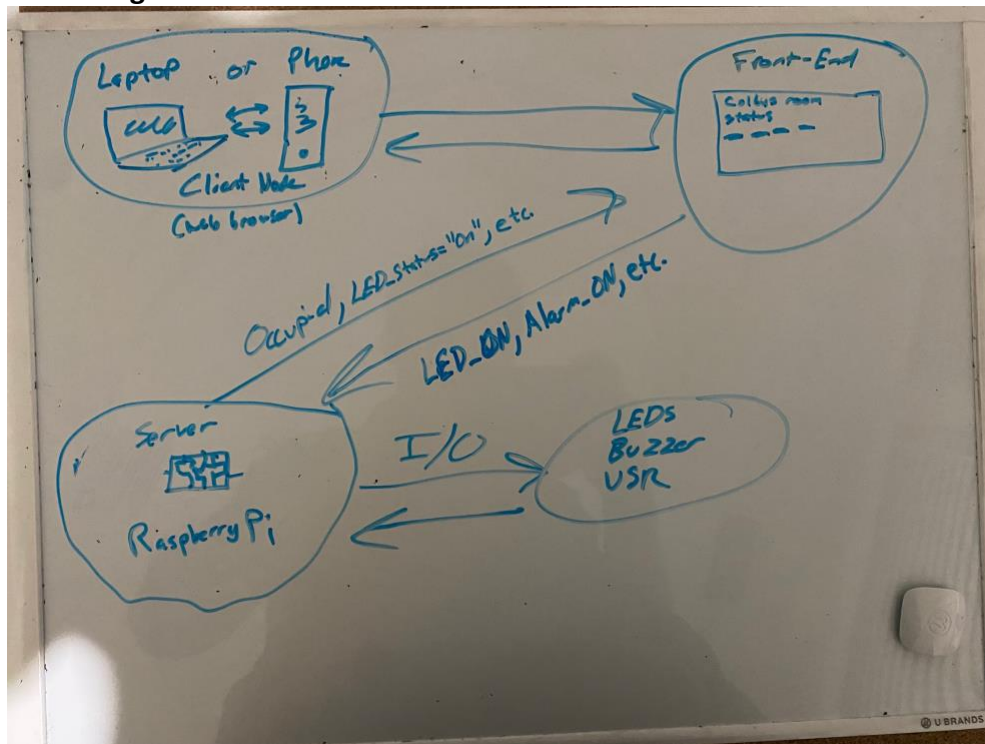 Laptop or Phone
Client Node
(web browser)
Front-End
room
status
Occupied, LED_Status="On", etc.
LED_ON, Alarm_ON, etc.
Server
Raspberry Pi
I/O
LEDs
Buzzer
USR
U BRANDS